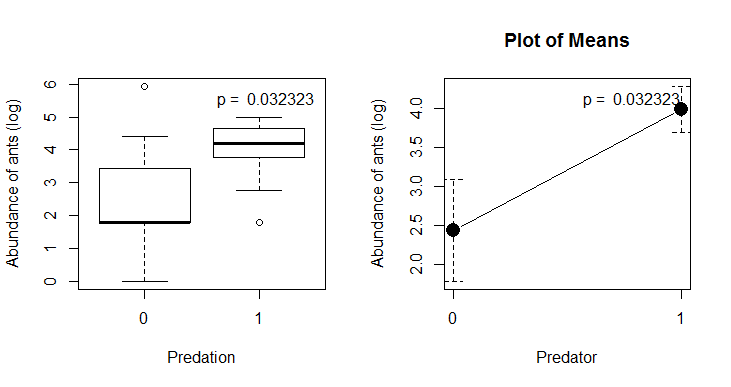 Abundance of ants (log)
6
5
4
3
2
1
0
p = 0.032323
0
1
Predation
Plot of Means
Abundance of ants (log)
4.0
3.5
3.0
2.5
2.0
p = 0.032323
0
1
Predator